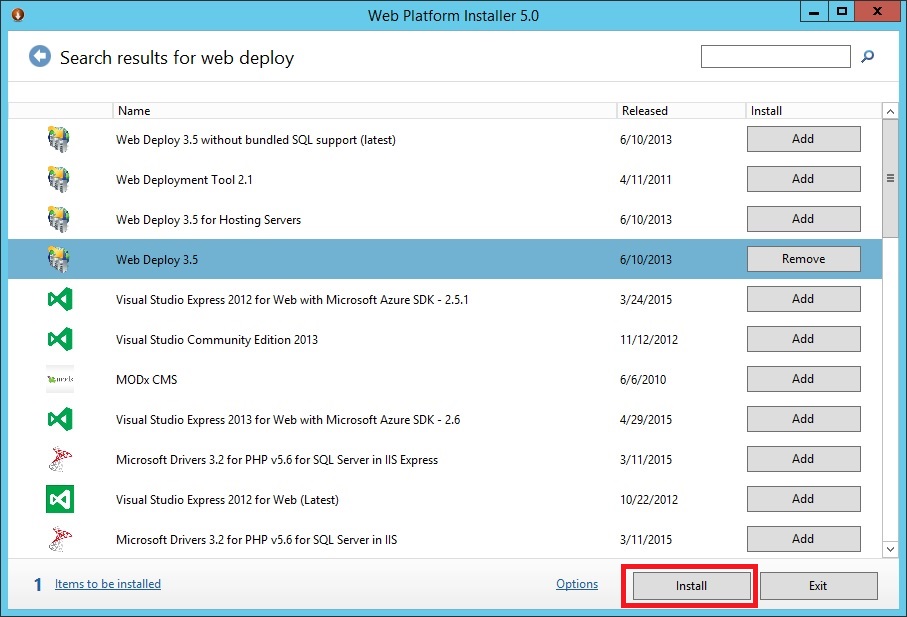 Web Platform Installer 5.0
Search results for web deploy
Name Released Install
Web Deploy 3.5 without bundled SQL support (latest) 6/10/2013 Add
Web Deployment Tool 2.1 4/11/2011 Add
Web Deploy 3.5 for Hosting Servers 6/10/2013 Add
Web Deploy 3.5 6/10/2013 Remove
Visual Studio Express 2012 for Web with Microsoft Azure SDK - 2.5.1 3/24/2015 Add
Visual Studio Community Edition 2013 11/12/2012 Add
MODx CMS 6/6/2010 Add
Visual Studio Express 2013 for Web with Microsoft Azure SDK - 2.6 4/29/2015 Add
Microsoft Drivers 3.2 for PHP v5.6 for SQL Server in IIS Express 3/11/2015 Add
Visual Studio Express 2012 for Web (Latest) 10/22/2012 Add
Microsoft Drivers 3.2 for PHP v5.6 for SQL Server in IIS 3/11/2015 Add
1 Items to be installed Options Install Exit